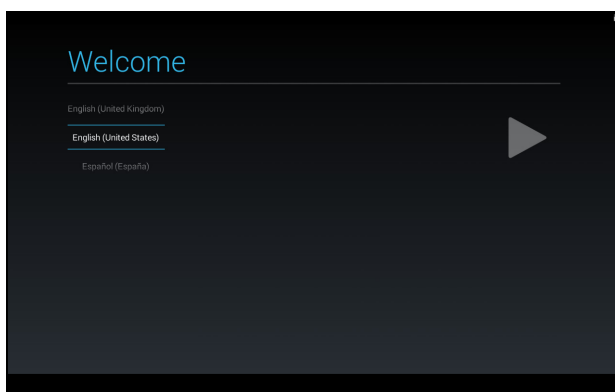 Welcome
English (United Kingdom)
English (United States)
Español (España)